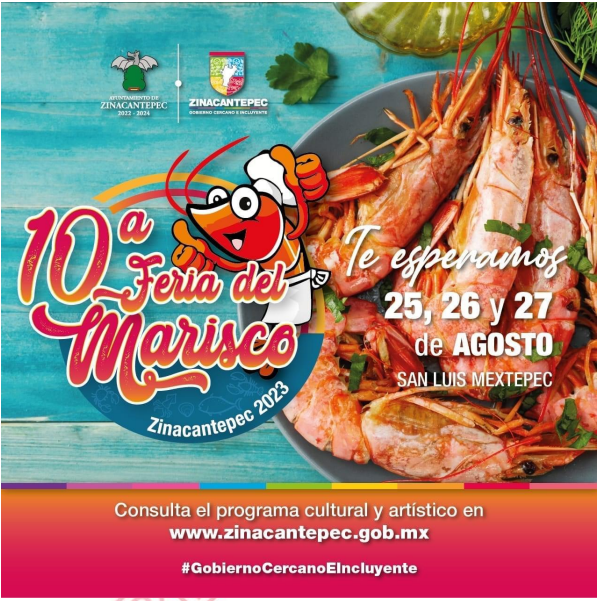 AYUNTAMIENTO DE
ZINACANTEPEC
2022 - 2024
ZINACANTEPEC
GOBIERNO CERCANO E INCLUYENTE
10ª
Feria del
Marisco
Zinacantepec 2023
Te esperamos
25, 26 y 27
de AGOSTO
SAN LUIS MEXTEPEC
Consulta el programa cultural y artístico en
www.zinacantepec.gob.mx
#GobiernoCercanoEIncluyente